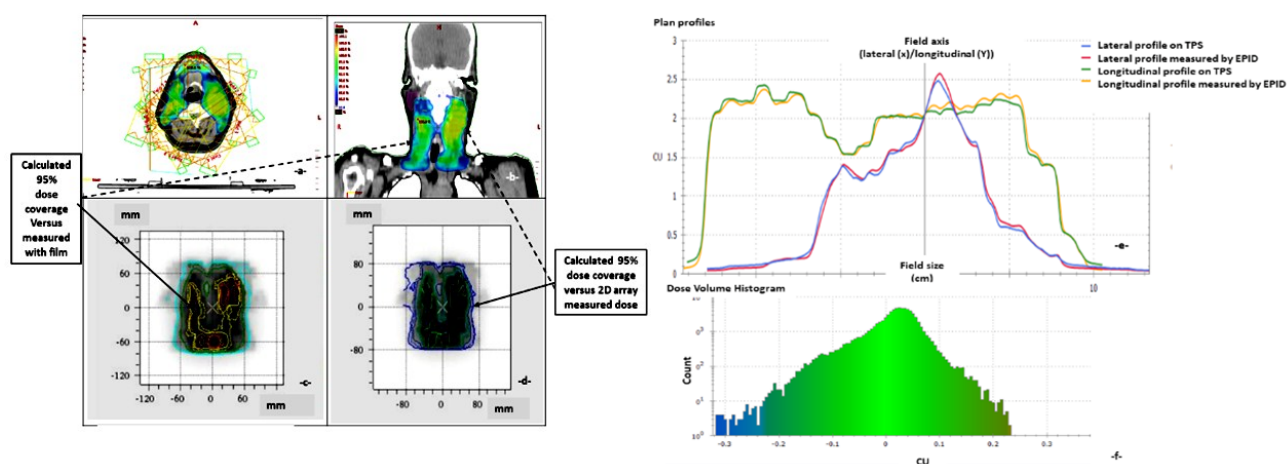 A
L
-a-
H
R
L
-b-
Calculated
95%
dose
coverage
Versus
measured
with film
mm
120
60
0
-60
-120
-120 -60 0 60
mm
-c-
mm
80
0
-80
-80 0 80
mm
-d-
Calculated 95%
dose coverage
versus 2D array
measured dose
Plan profiles
Field axis
(lateral (x)/longitudinal (Y))
Lateral profile on TPS
Lateral profile measured by EPID
Longitudinal profile on TPS
Longitudinal profile measured by EPID
3
2.5
2
CU
1.5
1
0.5
0
-e-
Field size
(cm)
10
Dose Volume Histogram
Count
10³
10²
10¹
10⁰
-0.3 -0.2 -0.1 0 0.1 0.2 0.3
CU
-f-